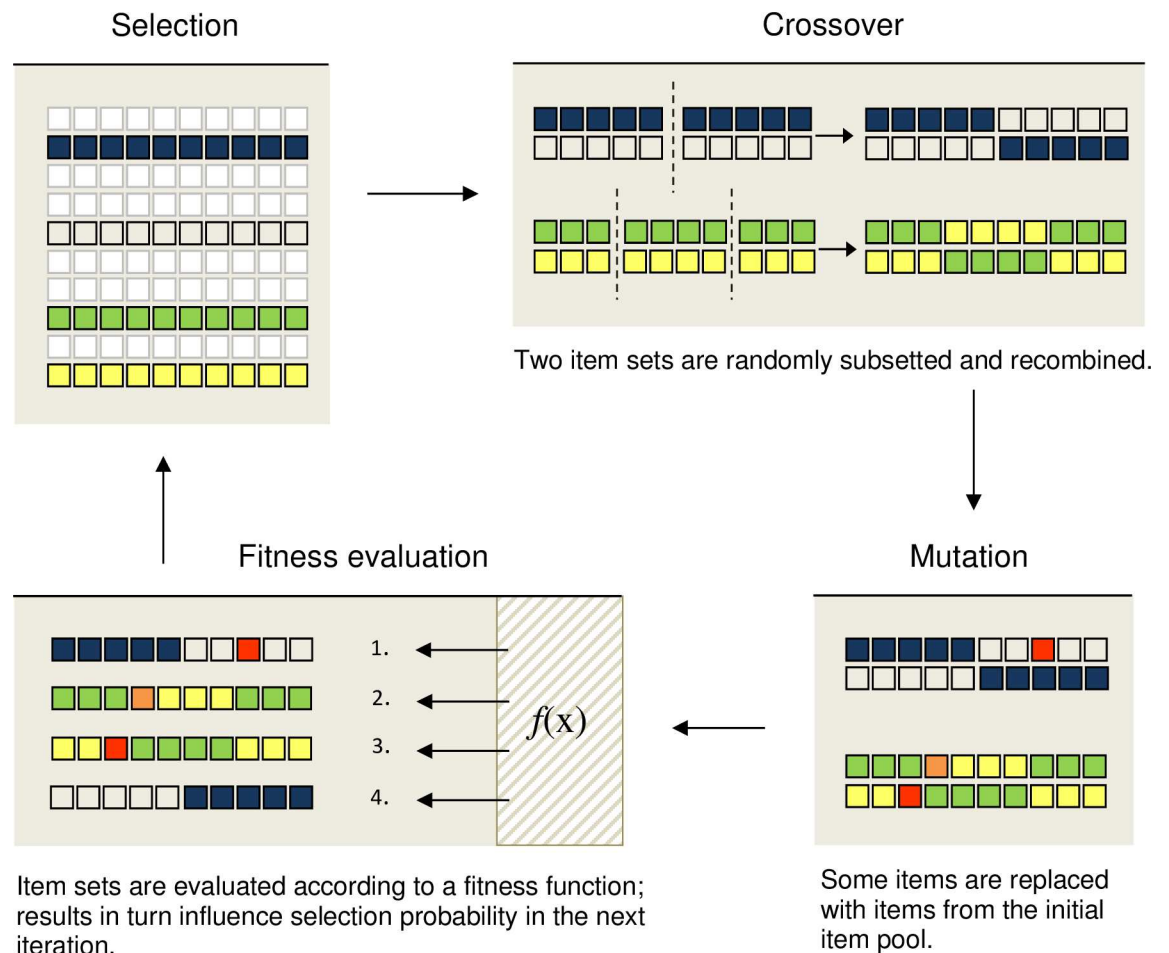 Selection
Crossover
Two item sets are randomly subsetted and recombined.
Fitness evaluation
Mutation
1.
2.
3.
4.
f(x)
Item sets are evaluated according to a fitness function;
results in turn influence selection probability in the next
iteration.
Some items are replaced
with items from the initial
item pool.